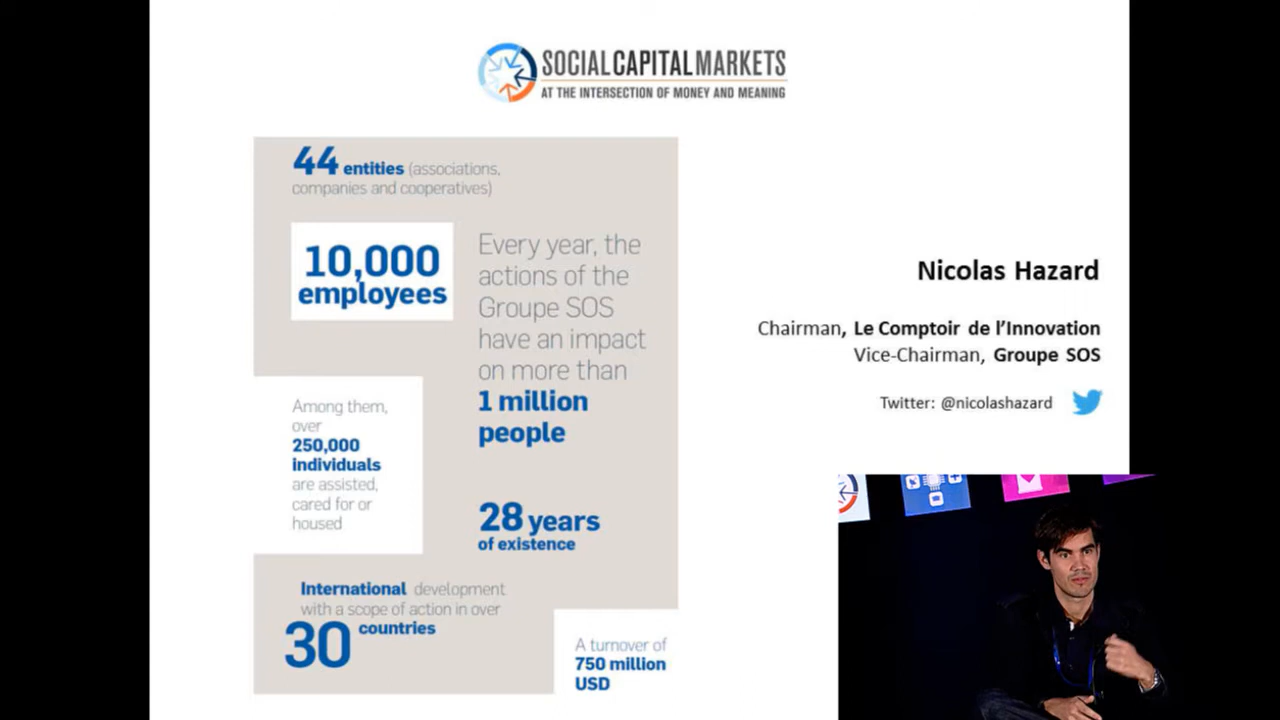 SOCIALCAPITALMARKETS
AT THE INTERSECTION OF MONEY AND MEANING
44 entities (associations,
companies and cooperatives)
10,000
employees
Every year, the
actions of the
Groupe SOS
have an impact
on more than
1 million
people
Among them,
over
250,000
individuals
are assisted,
cared for or
housed
28 years
of existence
International development
with a scope of action in over
30 countries
A turnover of
750 million
USD
Nicolas Hazard
Chairman, Le Comptoir de l’Innovation
Vice-Chairman, Groupe SOS
Twitter: @nicolashazard